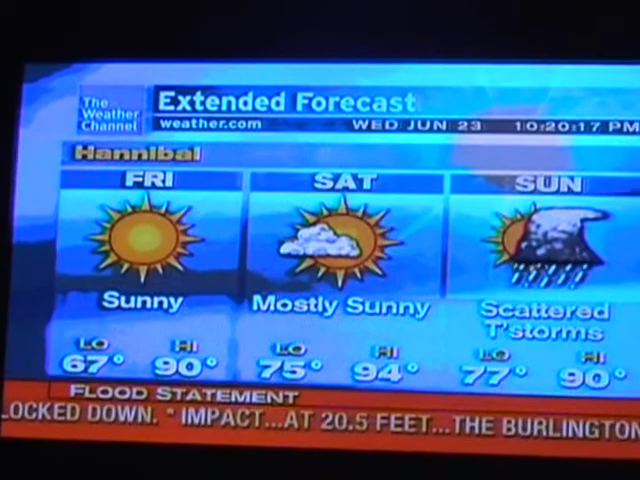 The
Weather
Channel
Extended Forecast
weather.com WED JUN 23 10:20:17 PM
Hannibal
FRI SAT SUN
Sunny Mostly Sunny Scattered
T'storms
LO HI LO HI LO HI
67° 90° 75° 94° 77° 90°
FLOOD STATEMENT
LOCKED DOWN. * IMPACT...AT 20.5 FEET...THE BURLINGTON